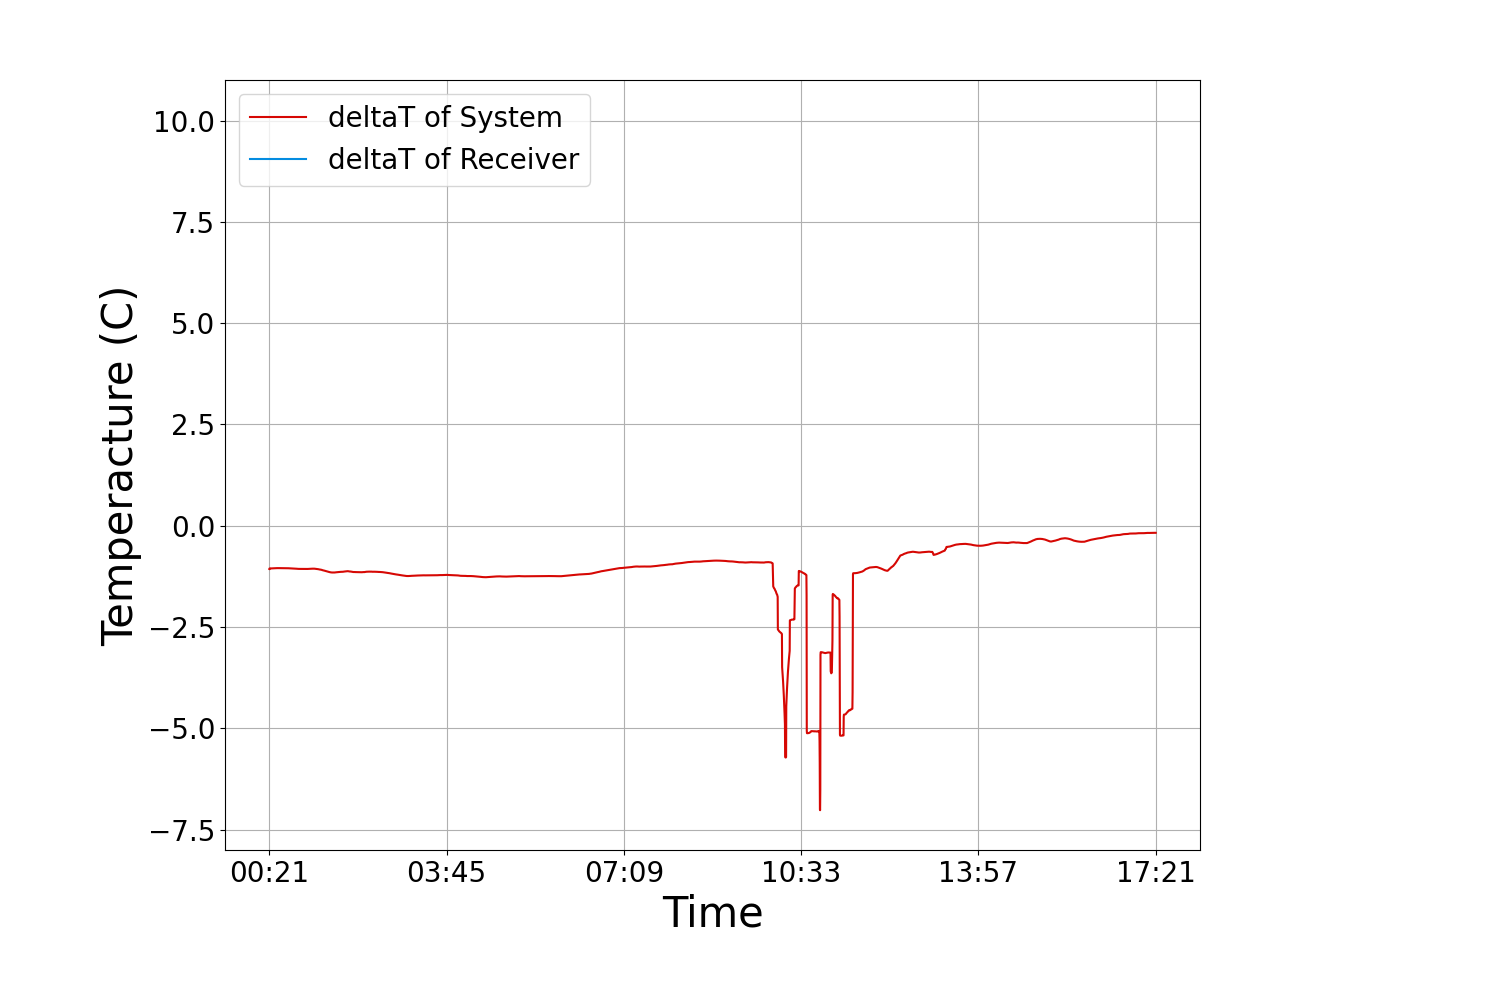 deltaT of System
deltaT of Receiver
10.0
7.5
5.0
2.5
0.0
−2.5
−5.0
−7.5
Temperacture (C)
00:21 03:45 07:09 10:33 13:57 17:21
Time